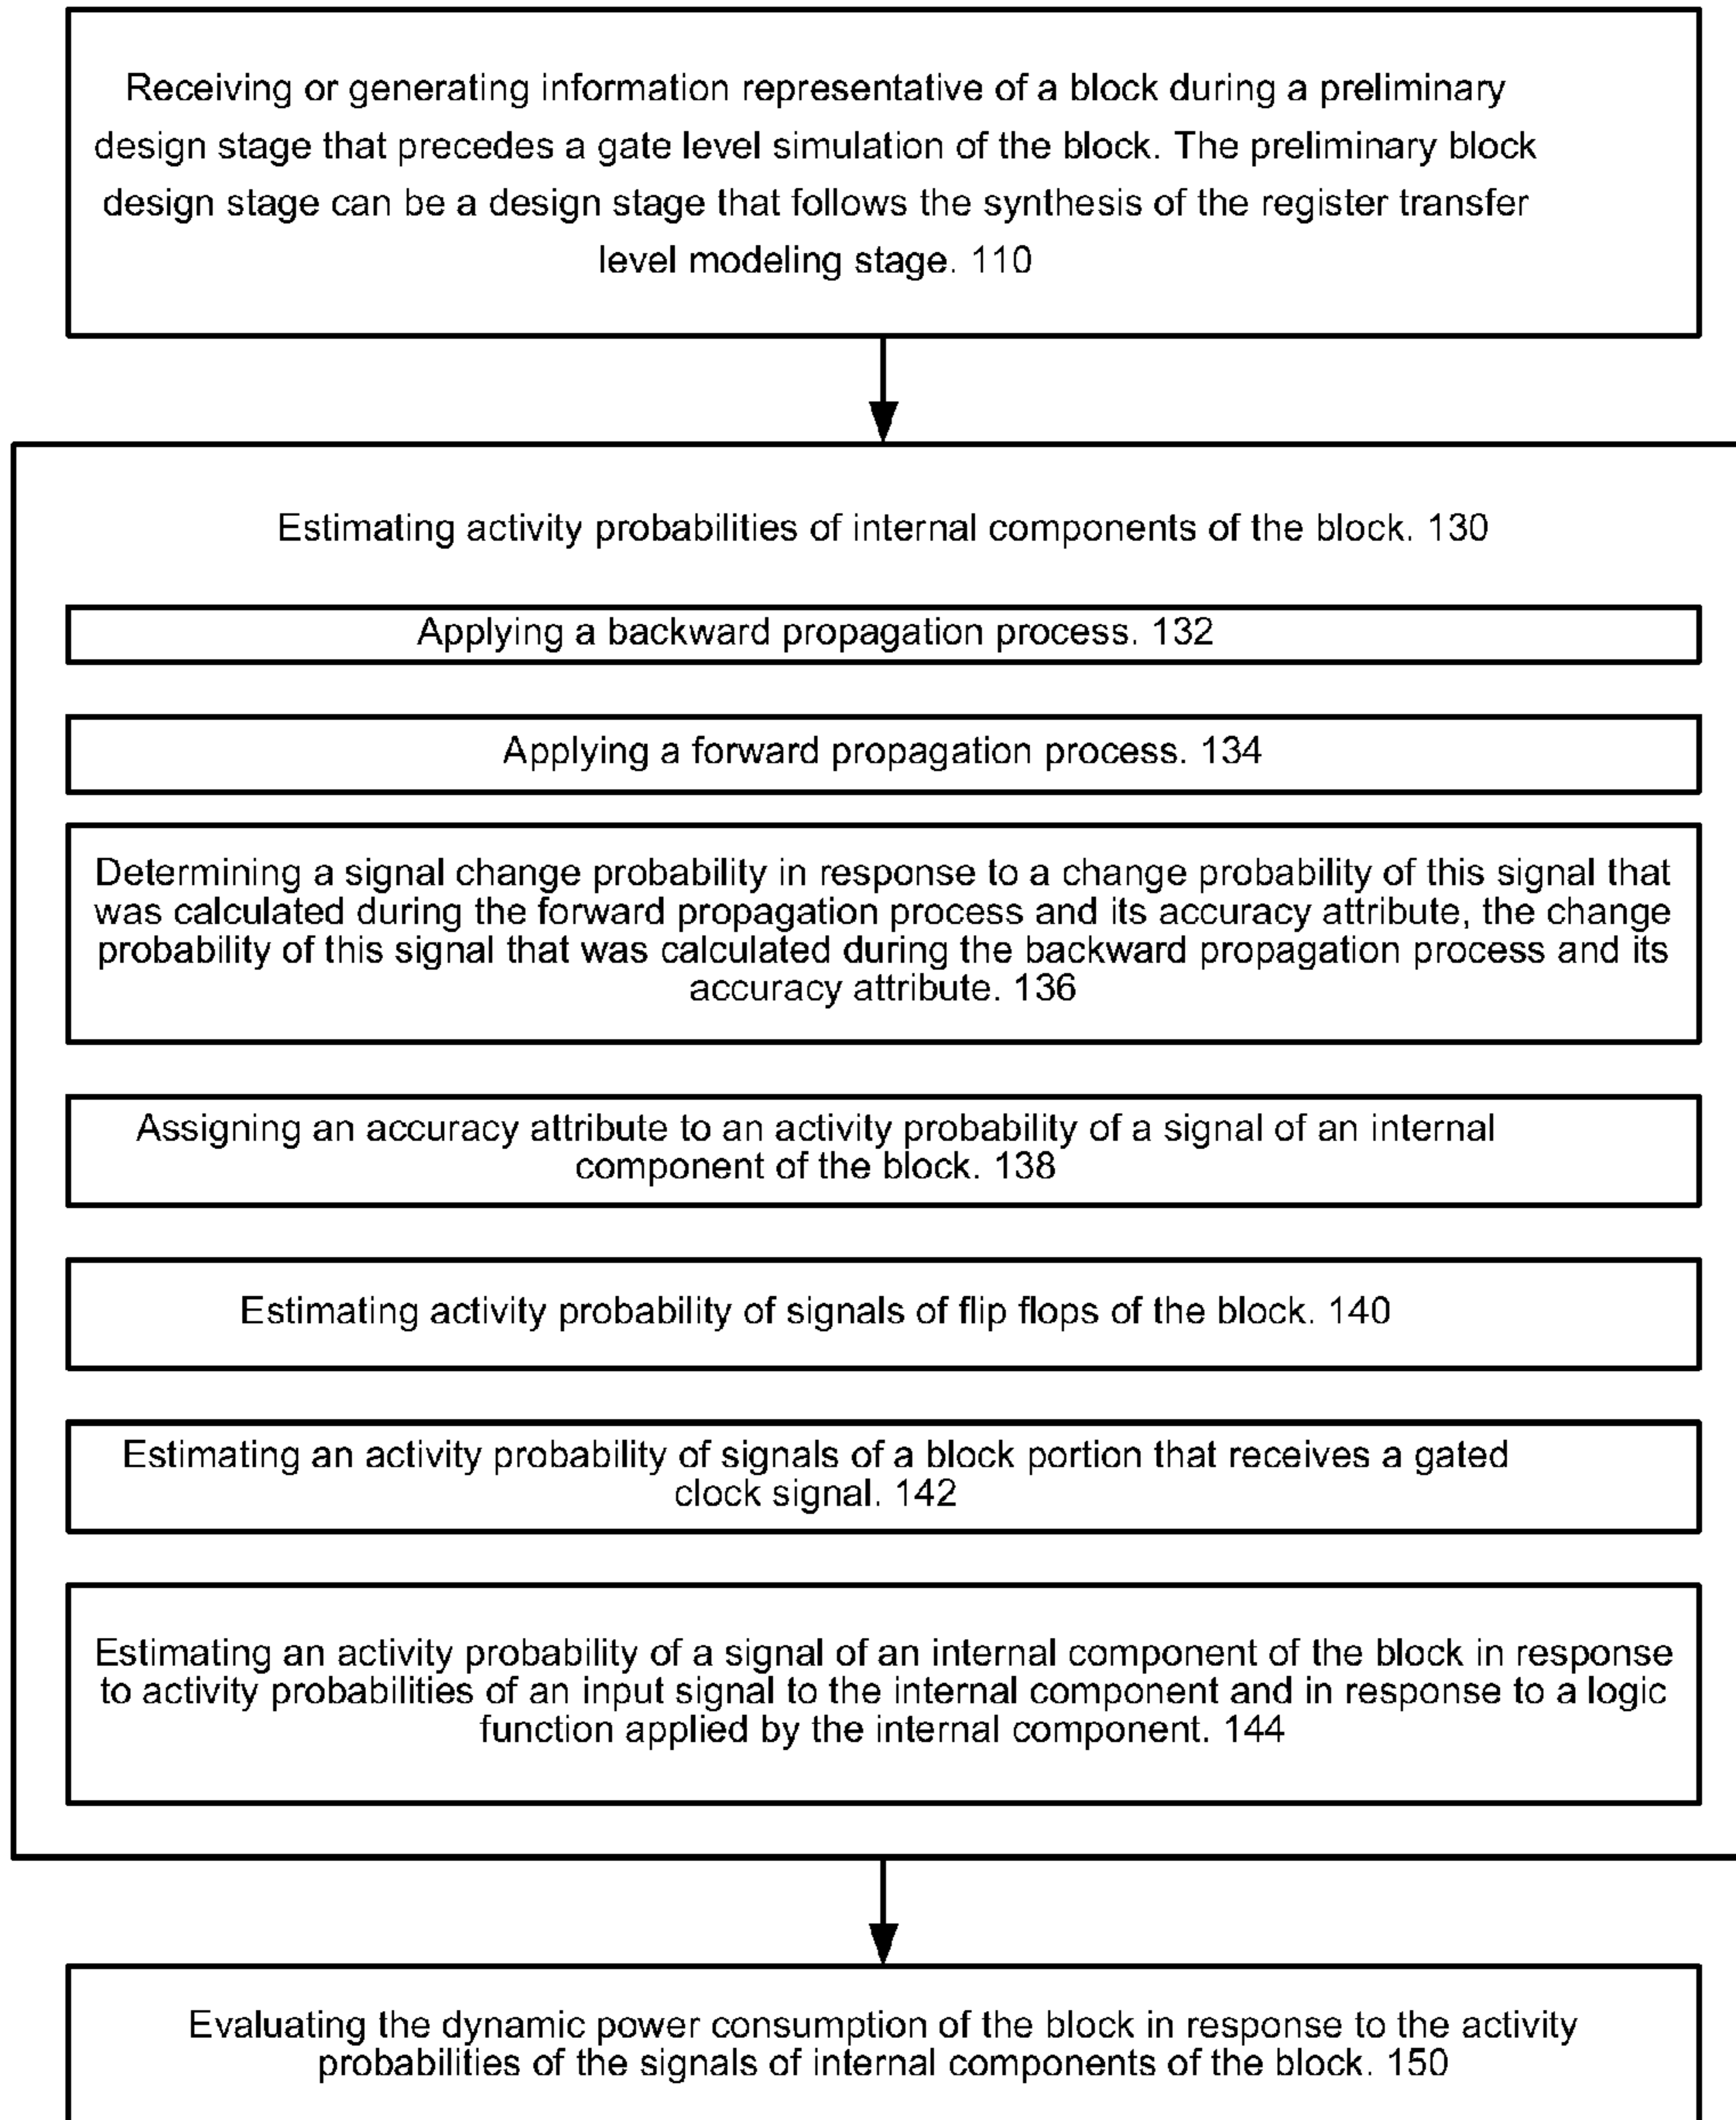 Receiving or generating information representative of a block during a preliminary
design stage that precedes a gate level simulation of the block. The preliminary block
design stage can be a design stage that follows the synthesis of the register transfer
level modeling stage. 110
Estimating activity probabilities of internal components of the block. 130
Applying a backward propagation process. 132
Applying a forward propagation process. 134
Determining a signal change probability in response to a change probability of this signal that
was calculated during the forward propagation process and its accuracy attribute, the change
probability of this signal that was calculated during the backward propagation process and its
accuracy attribute. 136
Assigning an accuracy attribute to an activity probability of a signal of an internal
component of the block. 138
Estimating activity probability of signals of flip flops of the block. 140
Estimating an activity probability of signals of a block portion that receives a gated
clock signal. 142
Estimating an activity probability of a signal of an internal component of the block in response
to activity probabilities of an input signal to the internal component and in response to a logic
function applied by the internal component. 144
Evaluating the dynamic power consumption of the block in response to the activity
probabilities of the signals of internal components of the block. 150